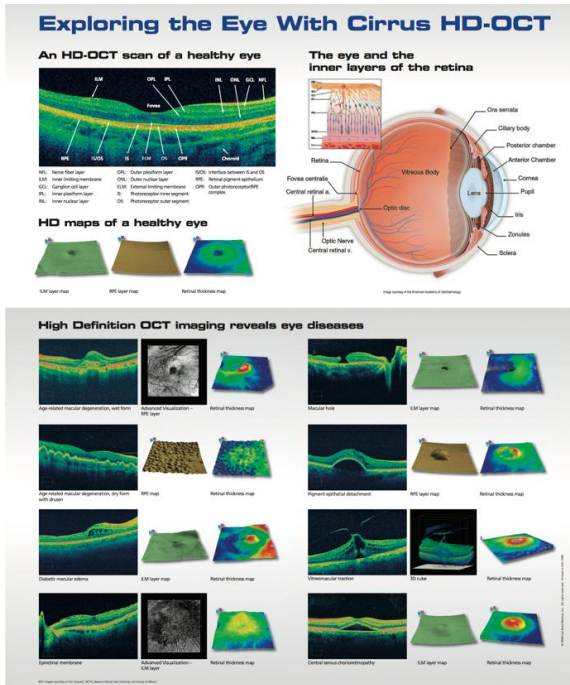 Exploring the Eye With Cirrus HD-OCT
An HD-OCT scan of a healthy eye
ILM
OPL
IPL
INL
ONL
GCL
NFL
Fovea
RPE
IS/OS
IS
ELM
OS
OPR
Choroid
NFL: Nerve fiber layer
ILM: Inner limiting membrane
GCL: Ganglion cell layer
IPL: Inner plexiform layer
INL: Inner nuclear layer
OPL: Outer plexiform layer
ONL: Outer nuclear layer
ELM: External limiting membrane
IS: Photoreceptor inner segment
OS: Photoreceptor outer segment
IS/OS: Interface between IS and OS
RPE: Retinal pigment epithelium
OPR: Outer photoreceptor/RPE
complex
HD maps of a healthy eye
ILM layer map
RPE layer map
Retinal thickness map
The eye and the
inner layers of the retina
Ora serrata
Ciliary body
Posterior chamber
Anterior Chamber
Cornea
Pupil
Lens
Iris
Zonules
Sclera
Vitreous Body
Retina
Fovea centralis
Central retinal a.
Optic disc
Optic Nerve
Central retinal v.
Image courtesy of the American Academy of Ophthalmology
High Definition OCT imaging reveals eye diseases
Age-related macular degeneration, wet form
Advanced Visualization –
RPE layer
Retinal thickness map
Macular hole
ILM layer map
Retinal thickness map
Age related macular degeneration, dry form
with drusen
RPE map
Retinal thickness map
Pigment epithelial detachment
RPE layer map
Retinal thickness map
Diabetic macular edema
ILM layer map
Retinal thickness map
Vitreomacular traction
3D cube
Retinal thickness map
Epiretinal membrane
Advanced Visualization –
ILM layer
Retinal thickness map
Central serous chorioretinopathy
ILM layer map
Retinal thickness map